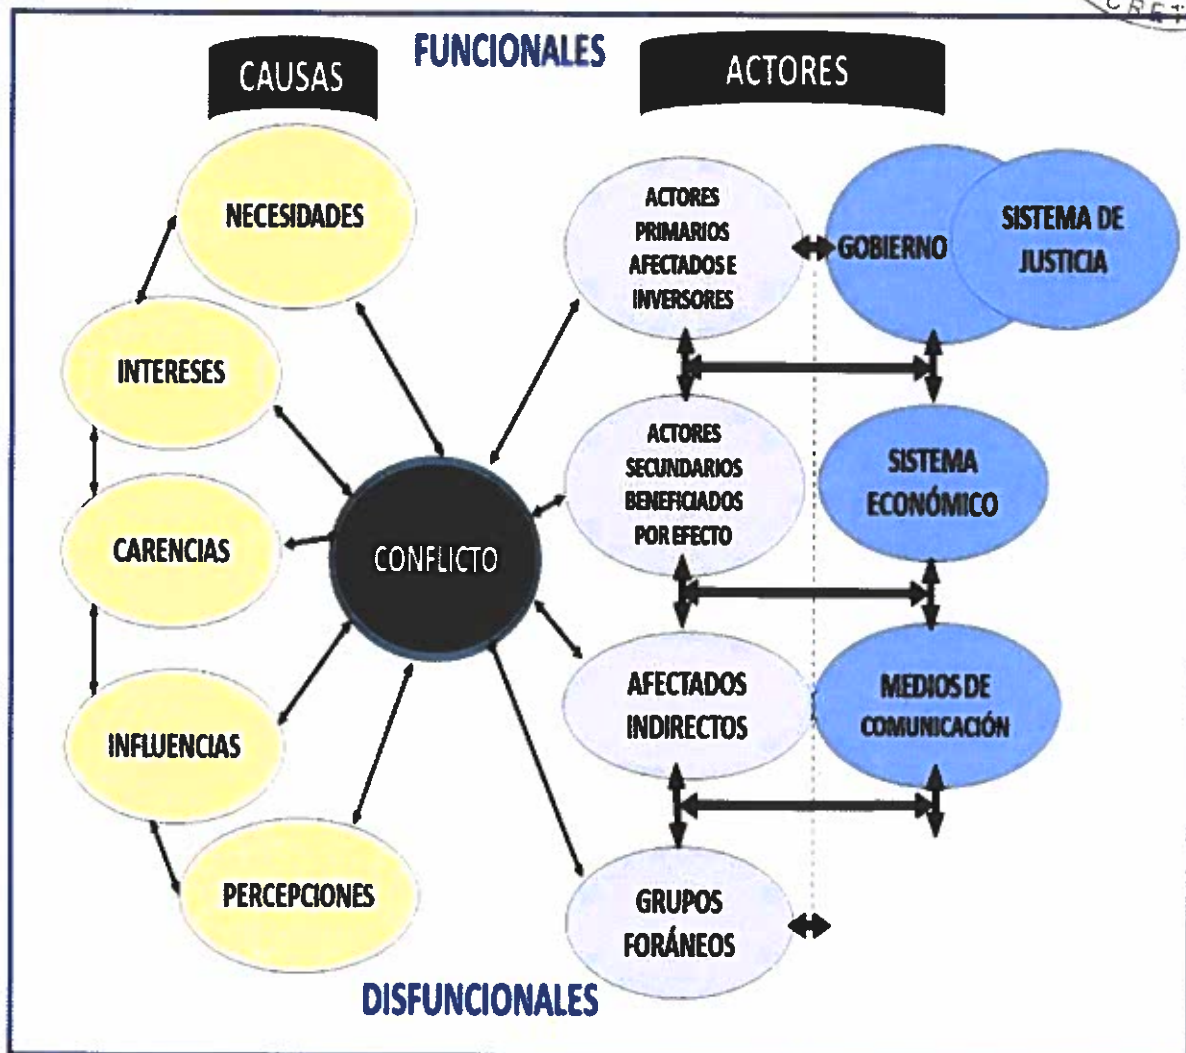 FUNCIONALES
CAUSAS
ACTORES
NECESIDADES
INTERESES
CARENCIAS
INFLUENCIAS
PERCEPCIONES
CONFLICTO
ACTORES
PRIMARIOS
AFECTADOS E
INVERSORES
GOBIERNO
SISTEMA DE
JUSTICIA
ACTORES
SECUNDARIOS
BENEFICIADOS
POR EFECTO
SISTEMA
ECONÓMICO
AFECTADOS
INDIRECTOS
MEDIOS DE
COMUNICACIÓN
GRUPOS
FORÁNEOS
DISFUNCIONALES